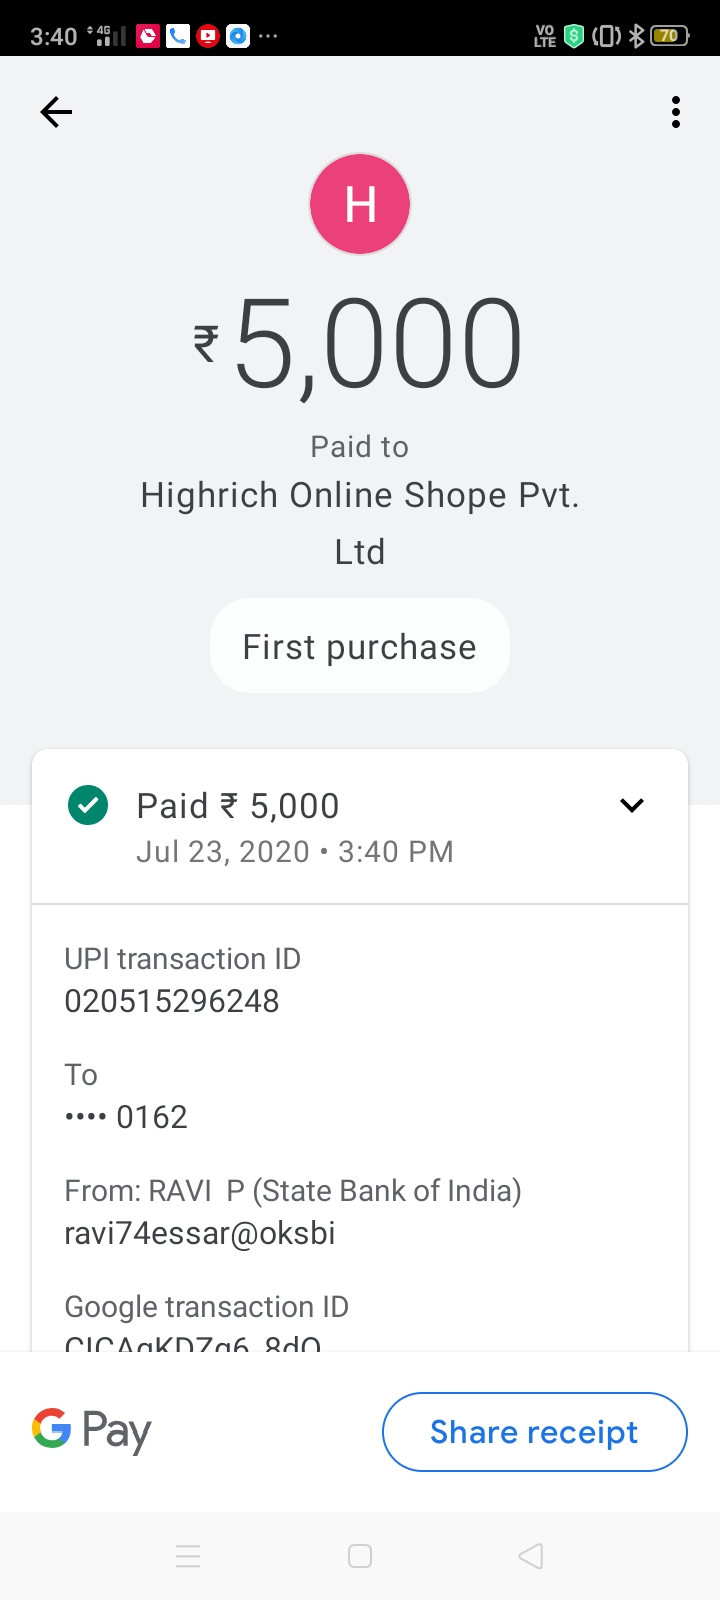 3:40 4G VO LTE 70
H
₹5,000
Paid to
Highrich Online Shope Pvt.
Ltd
First purchase
Paid ₹ 5,000
Jul 23, 2020 • 3:40 PM
UPI transaction ID
020515296248
To
•••• 0162
From: RAVI P (State Bank of India)
ravi74essar@oksbi
Google transaction ID
G Pay
Share receipt